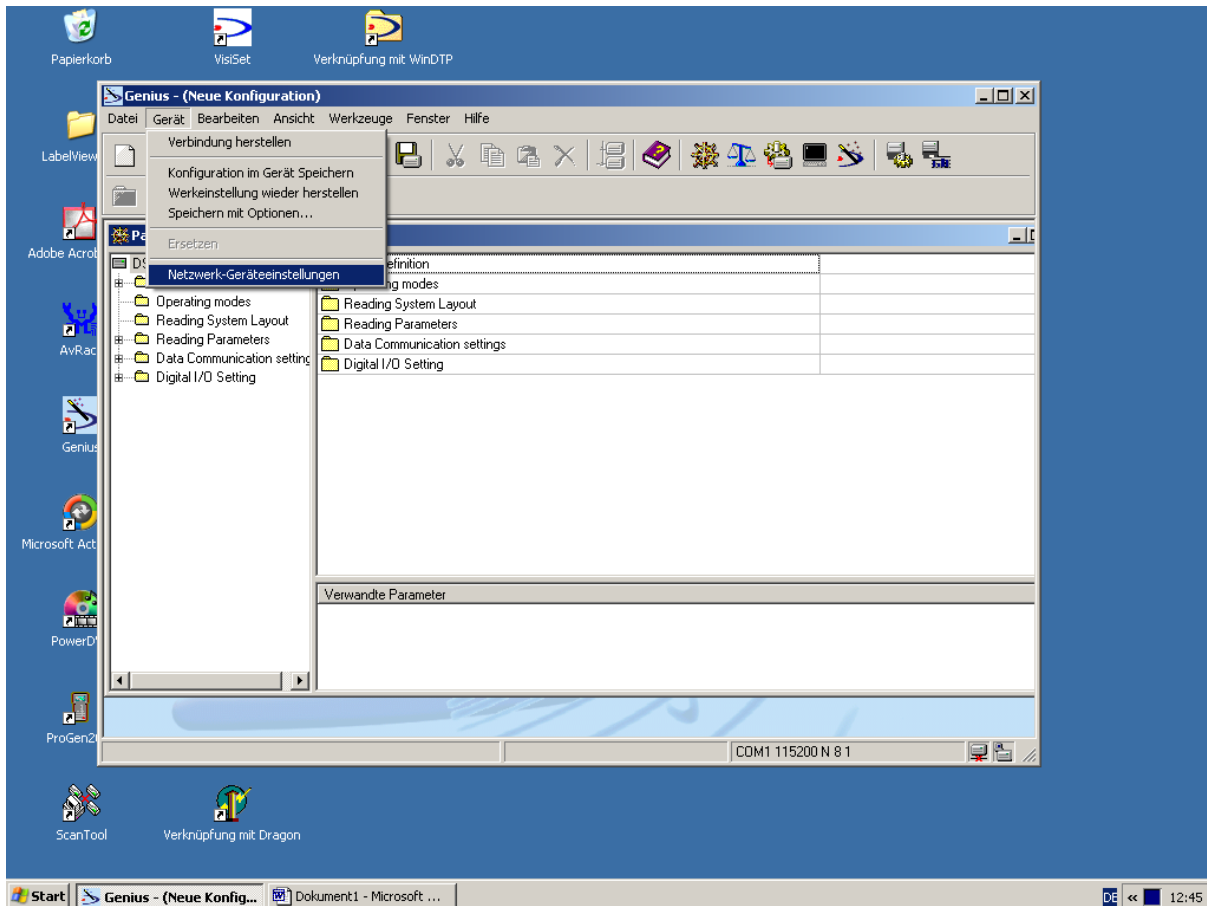 Papierkorb
VisiSet
Verknüpfung mit WinDTP
LabelView
Adobe Acrob
AvRac
Genius
Microsoft Act
PowerD
ProGen2
ScanTool
Verknüpfung mit Dragon
Genius - (Neue Konfiguration)
Datei Gerät Bearbeiten Ansicht Werkzeuge Fenster Hilfe
Verbindung herstellen
Konfiguration im Gerät Speichern
Werkeinstellung wieder herstellen
Speichern mit Optionen...
Ersetzen
Netzwerk-Geräteeinstellungen
Pa
DS
Operating modes
Reading System Layout
Reading Parameters
Data Communication setting
Digital I/O Setting
efinition
ng modes
Reading System Layout
Reading Parameters
Data Communication settings
Digital I/O Setting
Verwandte Parameter
COM1 115200 N 8 1
Start
Genius - (Neue Konfig...
Dokument1 - Microsoft ...
DE
«
12:45